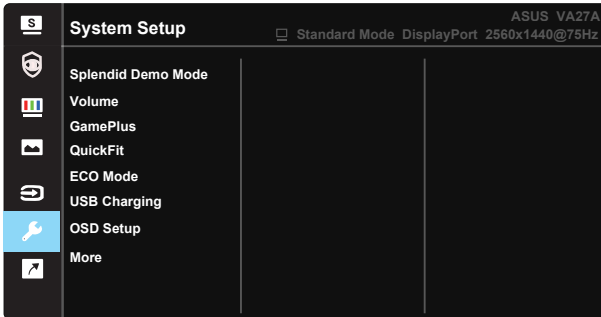 S
System Setup
ASUS VA27A
Standard Mode DisplayPort 2560x1440@75Hz
Splendid Demo Mode
Volume
GamePlus
QuickFit
ECO Mode
USB Charging
OSD Setup
More